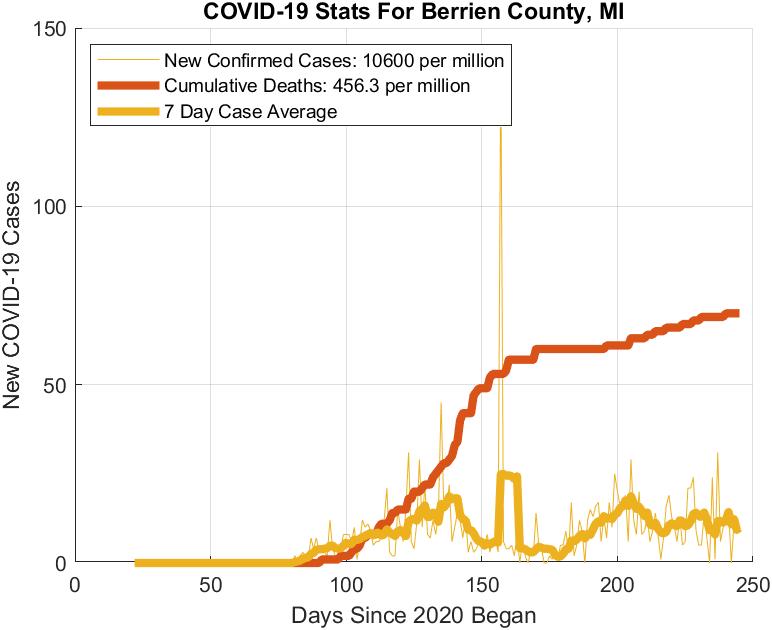 COVID-19 Stats For Berrien County, MI
150
New Confirmed Cases: 10600 per million
Cumulative Deaths: 456.3 per million
7 Day Case Average
100
50
0
New COVID-19 Cases
0 50 100 150 200 250
Days Since 2020 Began